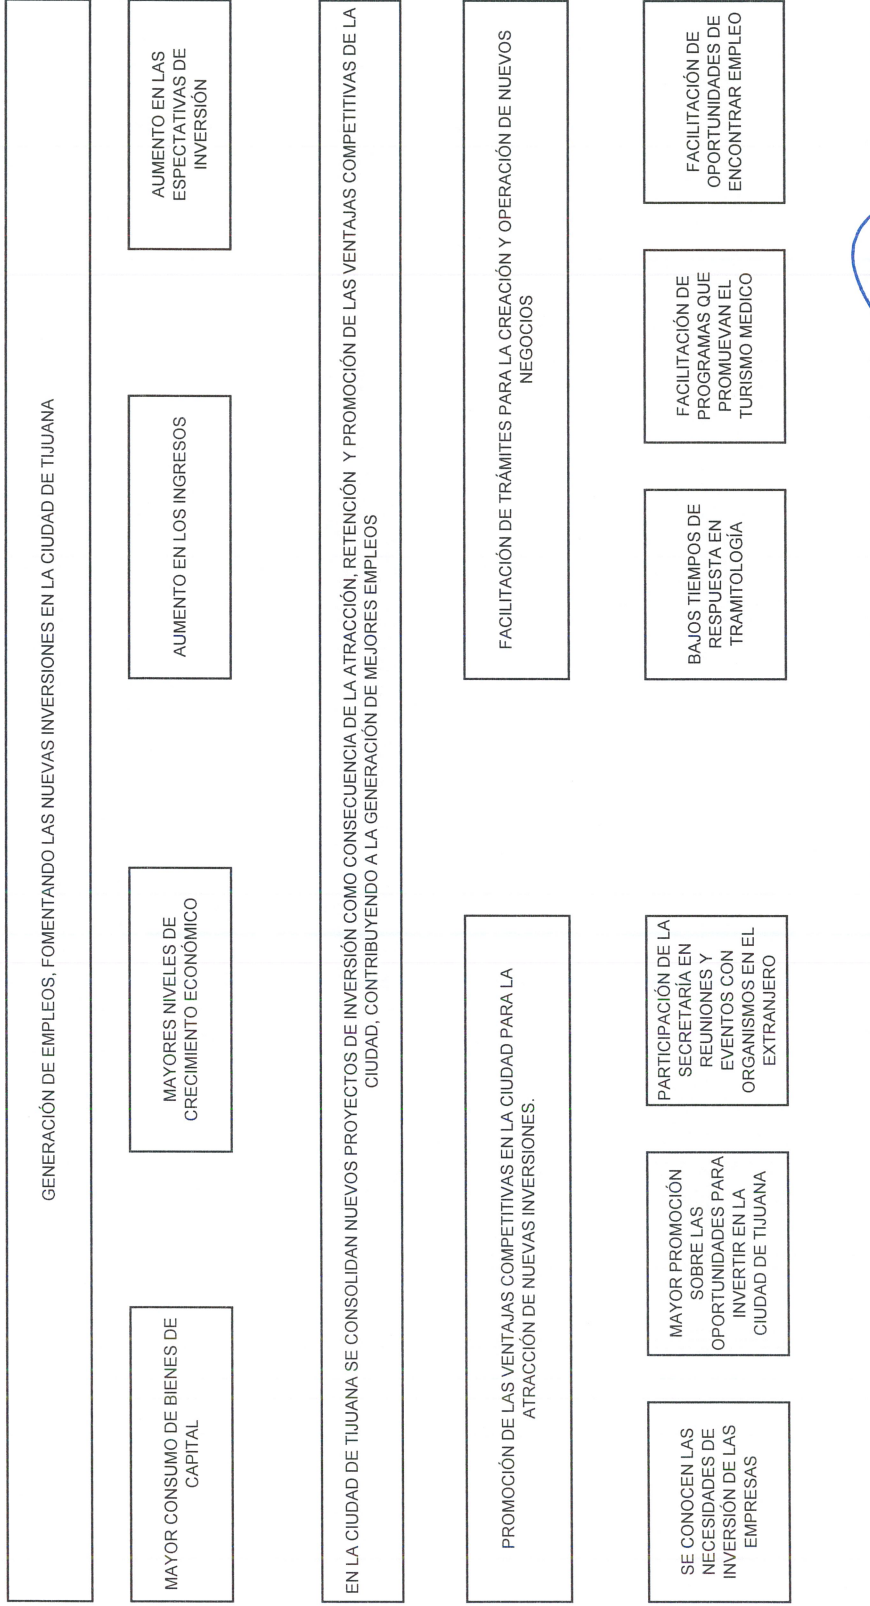 GENERACIÓN DE EMPLEOS, FOMENTANDO LAS NUEVAS INVERSIONES EN LA CIUDAD DE TIJUANA
MAYOR CONSUMO DE BIENES DE
CAPITAL
MAYORES NIVELES DE
CRECIMIENTO ECONÓMICO
AUMENTO EN LOS INGRESOS
AUMENTO EN LAS
ESPECTATIVAS DE
INVERSIÓN
EN LA CIUDAD DE TIJUANA SE CONSOLIDAN NUEVOS PROYECTOS DE INVERSIÓN COMO CONSECUENCIA DE LA ATRACCIÓN, RETENCIÓN Y PROMOCIÓN DE LAS VENTAJAS COMPETITIVAS DE LA
CIUDAD, CONTRIBUYENDO A LA GENERACIÓN DE MEJORES EMPLEOS
PROMOCIÓN DE LAS VENTAJAS COMPETITIVAS EN LA CIUDAD PARA LA
ATRACCIÓN DE NUEVAS INVERSIONES.
FACILITACIÓN DE TRÁMITES PARA LA CREACIÓN Y OPERACIÓN DE NUEVOS
NEGOCIOS
SE CONOCEN LAS
NECESIDADES DE
INVERSIÓN DE LAS
EMPRESAS
MAYOR PROMOCIÓN
SOBRE LAS
OPORTUNIDADES PARA
INVERTIR EN LA
CIUDAD DE TIJUANA
PARTICIPACIÓN DE LA
SECRETARÍA EN
REUNIONES Y
EVENTOS CON
ORGANISMOS EN EL
EXTRANJERO
BAJOS TIEMPOS DE
RESPUESTA EN
TRAMITOLOGÍA
FACILITACIÓN DE
PROGRAMAS QUE
PROMUEVAN EL
TURISMO MEDICO
FACILITACIÓN DE
OPORTUNIDADES DE
ENCONTRAR EMPLEO